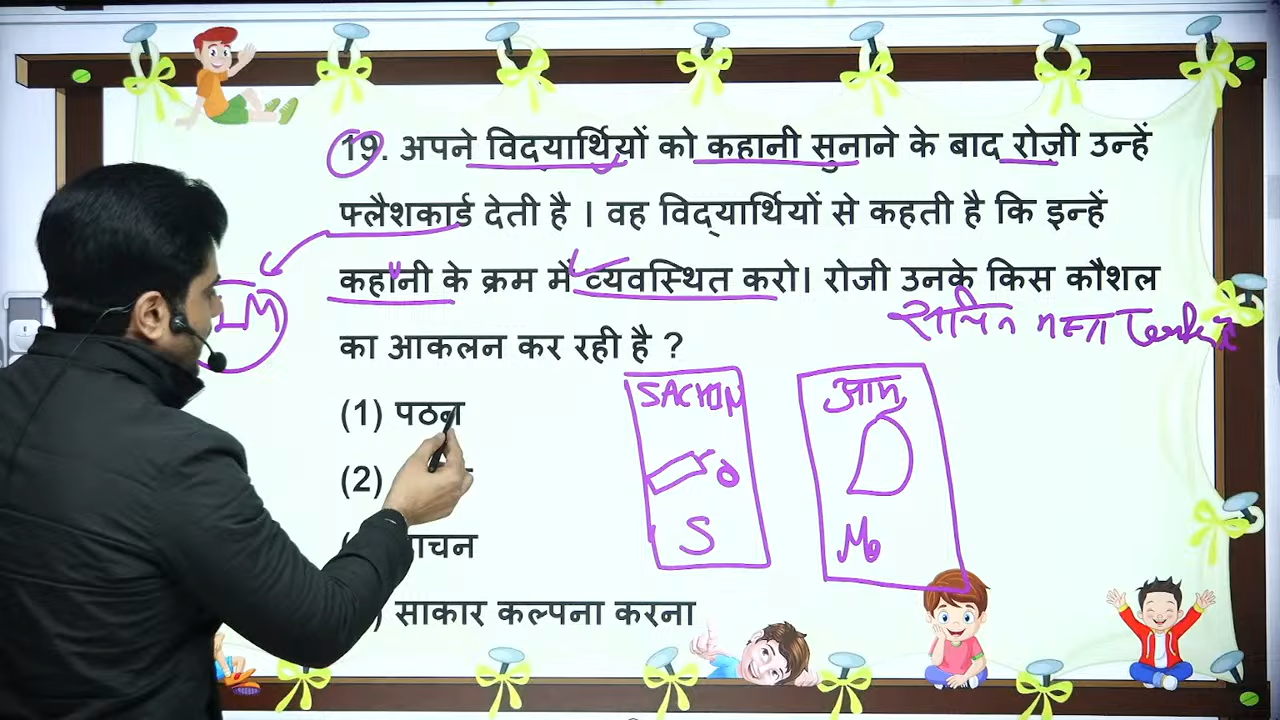 19. अपने विद्यार्थियों को कहानी सुनाने के बाद रोजी उन्हें
फ्लैशकार्ड देती है । वह विद्यार्थियों से कहती है कि इन्हें
कहानी के क्रम में व्यवस्थित करो। रोजी उनके किस कौशल
का आकलन कर रही है ?
(1) पठन
(2)
साकार कल्पना करना
SACHIN
S
आम